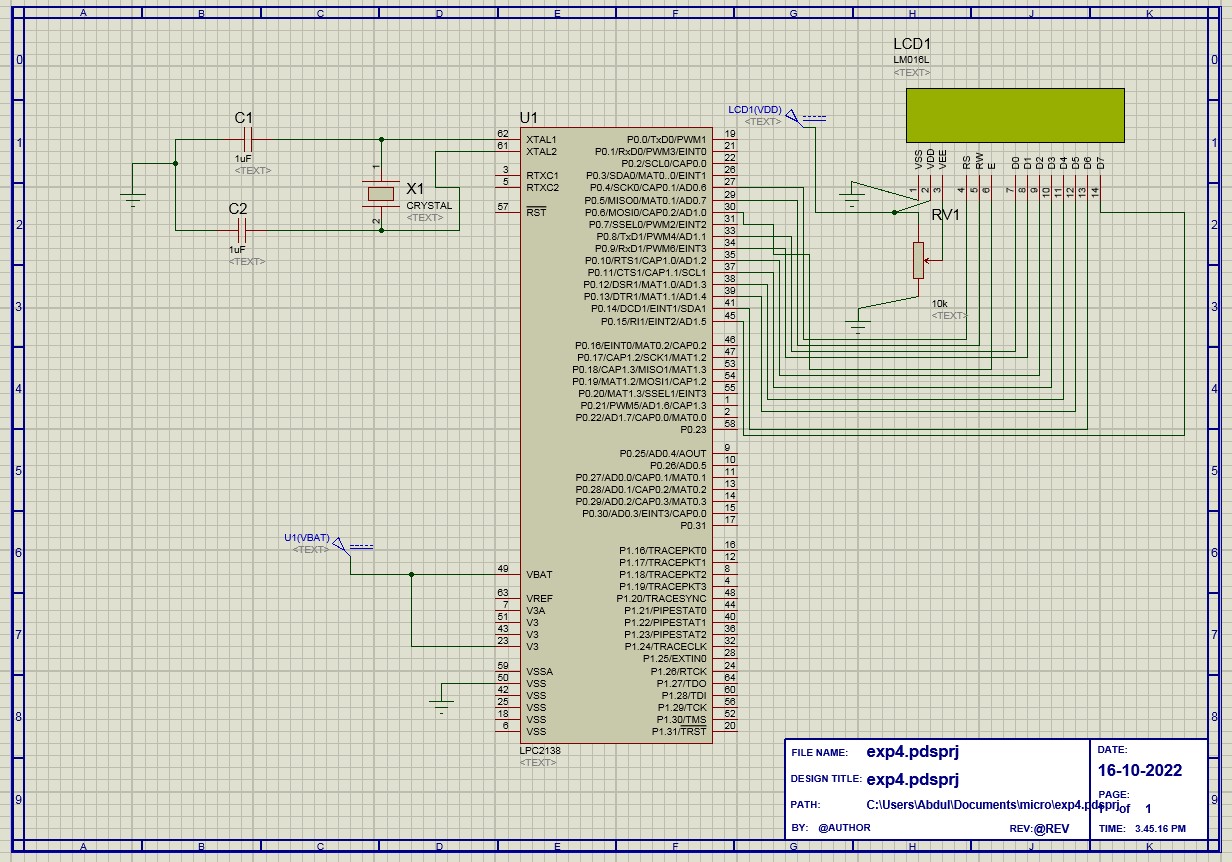 A B C D E F G H J K
0
1
2
3
4
5
6
7
8
9
0
1
2
3
4
5
6
7
8
9
LCD1
LM016L
<TEXT>
VSS
VDD
VEE
RS
RW
E
D0
D1
D2
D3
D4
D5
D6
D7
1
2
3
4
5
6
7
8
9
10
11
12
13
14
LCD1(VDD)
<TEXT>
RV1
10k
<TEXT>
C1
1uF
<TEXT>
C2
1uF
<TEXT>
1
X1
CRYSTAL
<TEXT>
2
U1
62 XTAL1
61 XTAL2
3 RTXC1
5 RTXC2
57 RST
U1(VBAT)
<TEXT>
49 VBAT
63 VREF
7 V3A
51 V3
43 V3
23 V3
59 VSSA
50 VSS
42 VSS
25 VSS
18 VSS
6 VSS
P0.0/TxD0/PWM1 19
P0.1/RxD0/PWM3/EINT0 21
P0.2/SCL0/CAP0.0 22
P0.3/SDA0/MAT0..0/EINT1 26
P0.4/SCK0/CAP0.1/AD0.6 27
P0.5/MISO0/MAT0.1/AD0.7 29
P0.6/MOSI0/CAP0.2/AD1.0 30
P0.7/SSEL0/PWM2/EINT2 31
P0.8/TxD1/PWM4/AD1.1 33
P0.9/RxD1/PWM6/EINT3 34
P0.10/RTS1/CAP1.0/AD1.2 35
P0.11/CTS1/CAP1.1/SCL1 37
P0.12/DSR1/MAT1.0/AD1.3 38
P0.13/DTR1/MAT1.1/AD1.4 39
P0.14/DCD1/EINT1/SDA1 41
P0.15/RI1/EINT2/AD1.5 45
P0.16/EINT0/MAT0.2/CAP0.2 46
P0.17/CAP1.2/SCK1/MAT1.2 47
P0.18/CAP1.3/MISO1/MAT1.3 53
P0.19/MAT1.2/MOSI1/CAP1.2 54
P0.20/MAT1.3/SSEL1/EINT3 55
P0.21/PWM5/AD1.6/CAP1.3 1
P0.22/AD1.7/CAP0.0/MAT0.0 2
P0.23 58
P0.25/AD0.4/AOUT 9
P0.26/AD0.5 10
P0.27/AD0.0/CAP0.1/MAT0.1 11
P0.28/AD0.1/CAP0.2/MAT0.2 13
P0.29/AD0.2/CAP0.3/MAT0.3 14
P0.30/AD0.3/EINT3/CAP0.0 15
P0.31 17
P1.16/TRACEPKT0 16
P1.17/TRACEPKT1 12
P1.18/TRACEPKT2 8
P1.19/TRACEPKT3 4
P1.20/TRACESYNC 48
P1.21/PIPESTAT0 44
P1.22/PIPESTAT1 40
P1.23/PIPESTAT2 36
P1.24/TRACECLK 32
P1.25/EXTIN0 28
P1.26/RTCK 24
P1.27/TDO 64
P1.28/TDI 60
P1.29/TCK 56
P1.30/TMS 52
P1.31/TRST 20
LPC2138
<TEXT>
FILE NAME: exp4.pdsprj
DESIGN TITLE: exp4.pdsprj
PATH: C:\Users\Abdul\Documents\micro\exp4.pdsprj
BY: @AUTHOR REV:@REV
DATE:
16-10-2022
PAGE:
1 of 1
TIME: 3.45.16 PM
A B C D E F G H J K